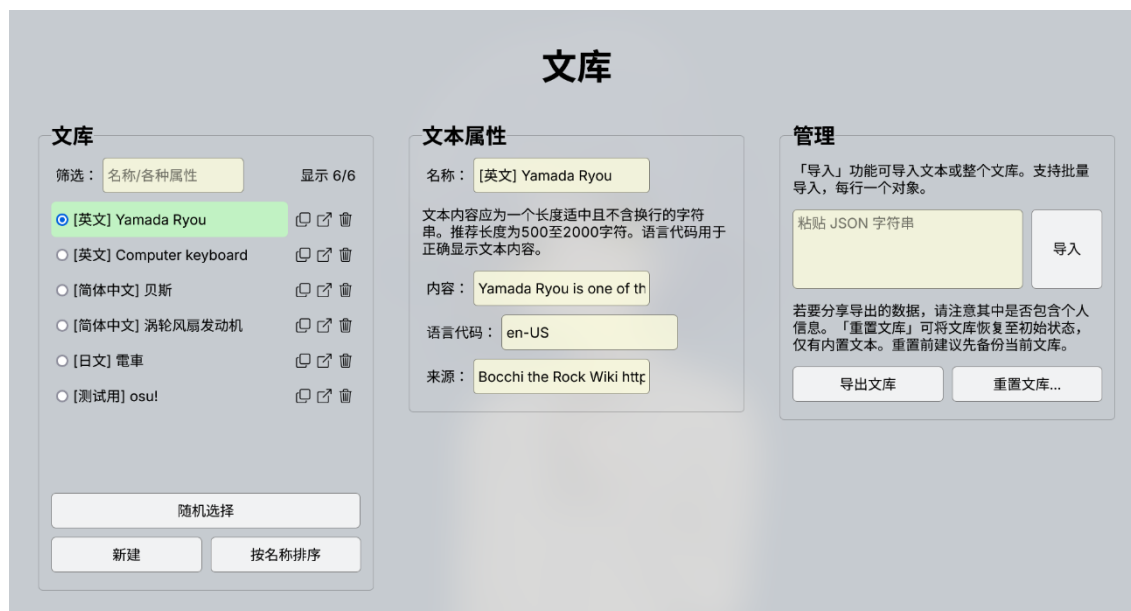 文库
文库
筛选：
名称/各种属性
显示 6/6
[英文] Yamada Ryou
[英文] Computer keyboard
[简体中文] 贝斯
[简体中文] 涡轮风扇发动机
[日文] 電車
[测试用] osu!
随机选择
新建
按名称排序
文本属性
名称：
[英文] Yamada Ryou
文本内容应为一个长度适中且不含换行的字符
串。推荐长度为500至2000字符。语言代码用于
正确显示文本内容。
内容：
Yamada Ryou is one of th
语言代码：
en-US
来源：
Bocchi the Rock Wiki http
管理
「导入」功能可导入文本或整个文库。支持批量
导入，每行一个对象。
粘贴 JSON 字符串
导入
若要分享导出的数据，请注意其中是否包含个人
信息。「重置文库」可将文库恢复至初始状态，
仅有内置文本。重置前建议先备份当前文库。
导出文库
重置文库...